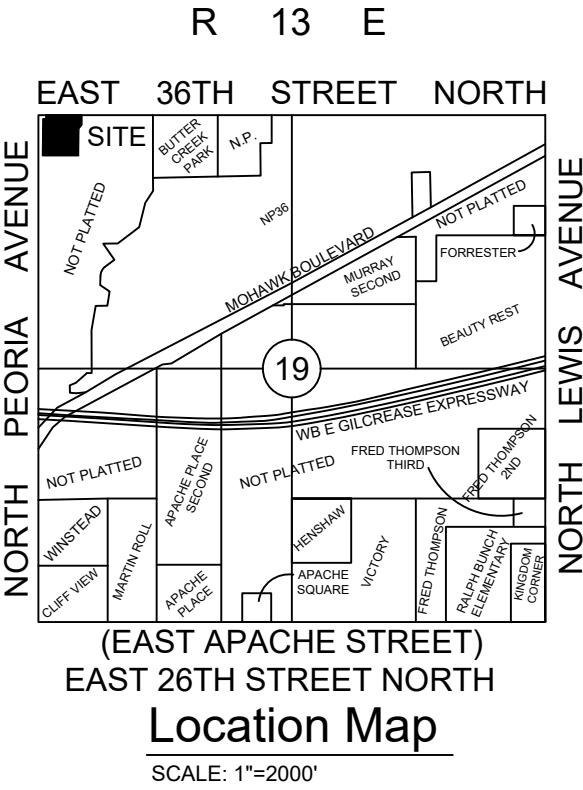 R 13 E
EAST 36TH STREET NORTH
NORTH PEORIA AVENUE
NORTH LEWIS AVENUE
SITE
BUTTER
CREEK
PARK
N.P.
NOT PLATTED
NP36
NOT PLATTED
FORRESTER
MOHAWK BOULEVARD
MURRAY
SECOND
BEAUTY REST
19
WB E GILCREASE EXPRESSWAY
NOT PLATTED
APACHE PLACE
SECOND
NOT PLATTED
FRED THOMPSON
THIRD
FRED THOMPSON
2ND
WINSTEAD
MARTIN ROLL
HENSHAW
VICTORY
FRED THOMPSON
RALPH BUNCH
ELEMENTARY
KINGDOM
CORNER
CLIFF VIEW
APACHE
PLACE
APACHE
SQUARE
(EAST APACHE STREET)
EAST 26TH STREET NORTH
Location Map
SCALE: 1"=2000'